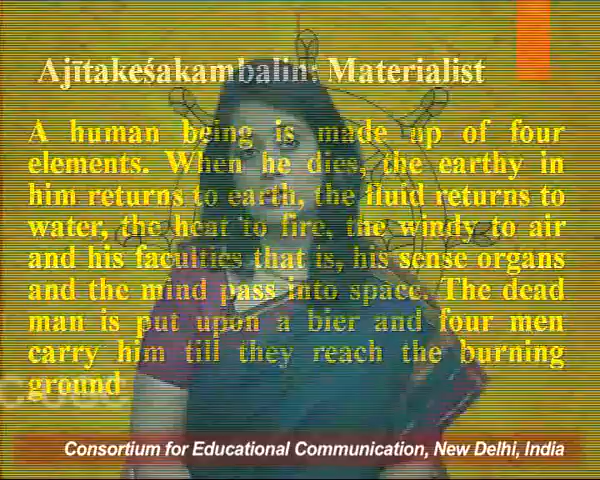 Ajītakeśakambalin: Materialist
A human being is made up of four
elements. When he dies, the earthy in
him returns to earth, the fluid returns to
water, the heat to fire, the windy to air
and his faculties that is, his sense organs
and the mind pass into space. The dead
man is put upon a bier and four men
carry him till they reach the burning
ground
Consortium for Educational Communication, New Delhi, India